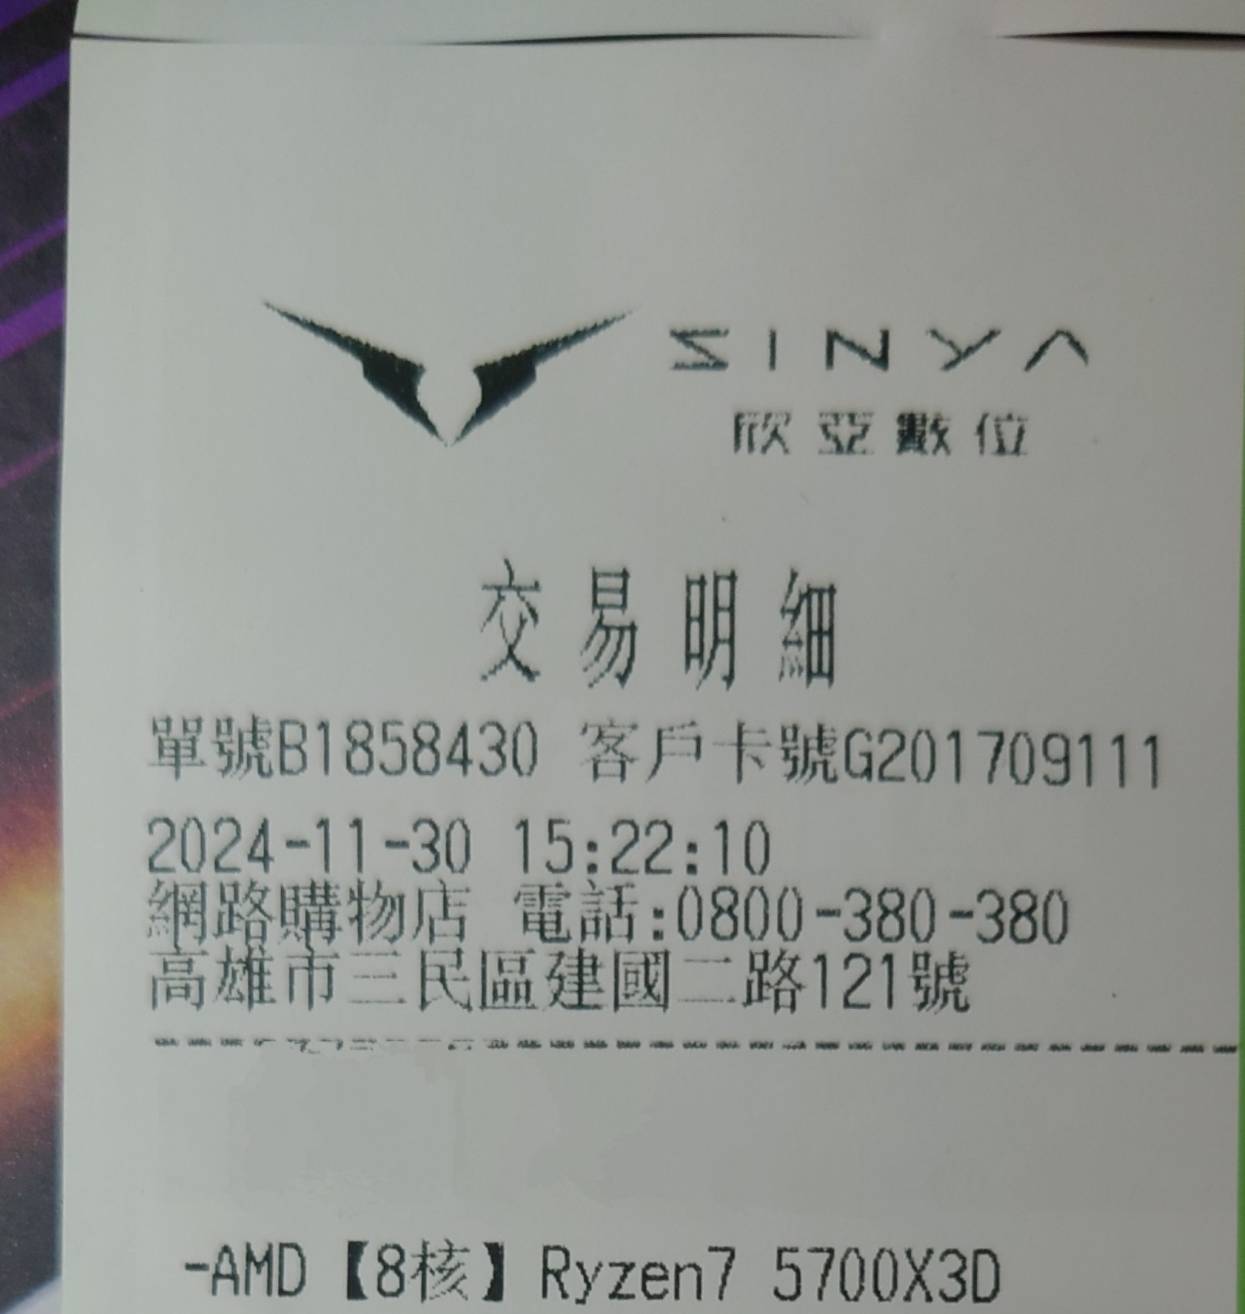 SINYA
欣亞數位
交易明細
單號B1858430 客戶卡號G201709111
2024-11-30 15:22:10
網路購物店 電話:0800-380-380
高雄市三民區建國二路121號
-AMD【8核】Ryzen7 5700X3D